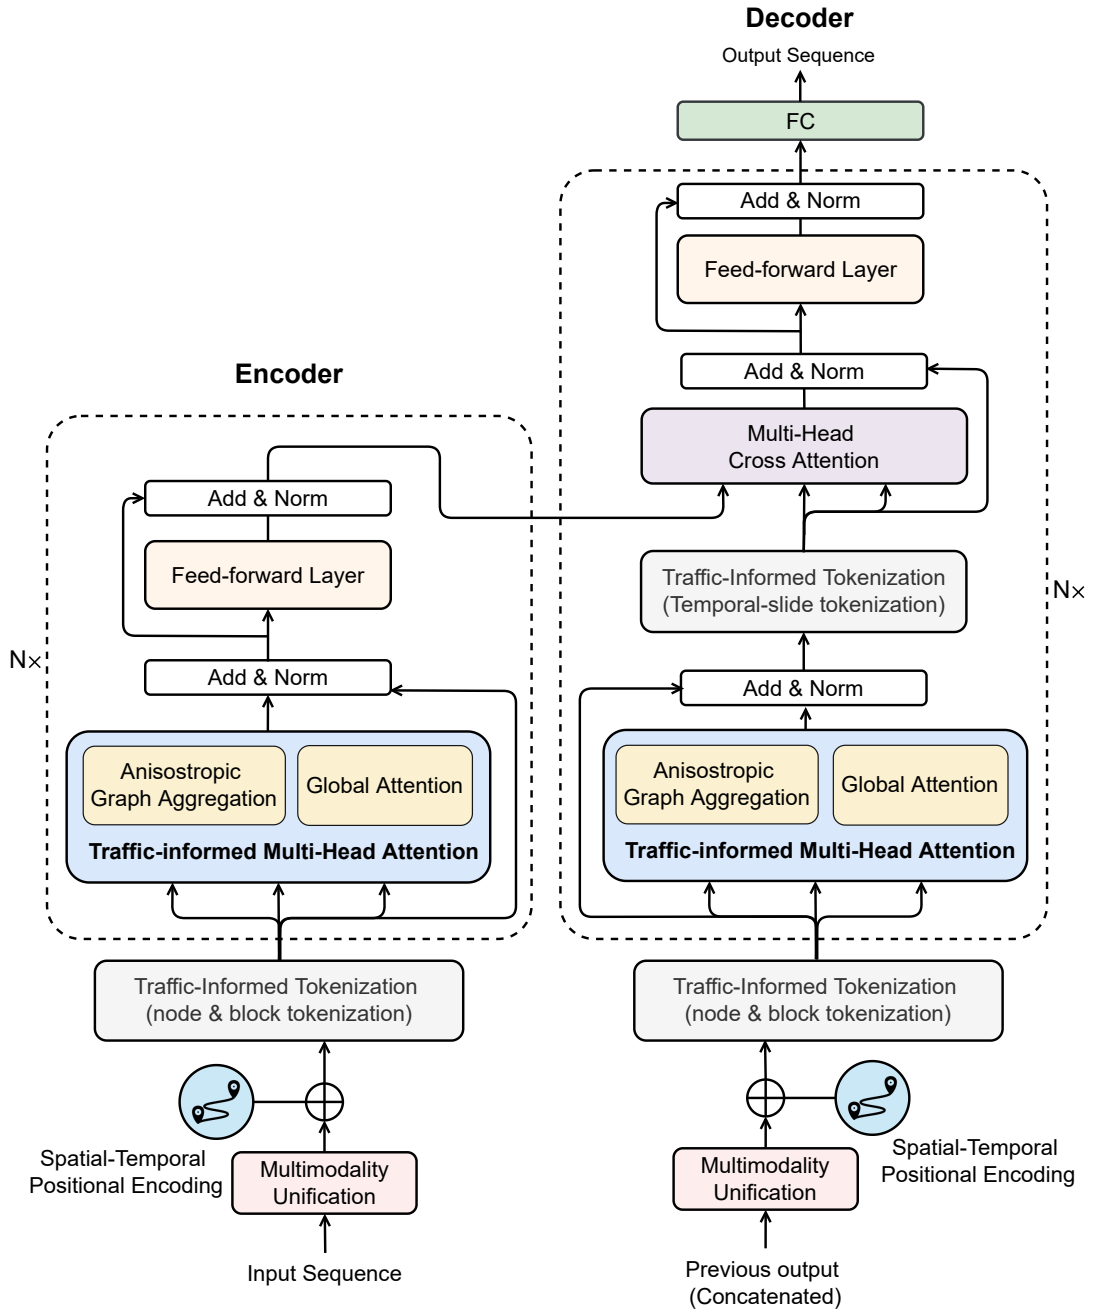 Decoder
Output Sequence
FC
Add & Norm
Feed-forward Layer
Add & Norm
Multi-Head
Cross Attention
Traffic-Informed Tokenization
(Temporal-slide tokenization)
N×
Add & Norm
Anisostropic
Graph Aggregation
Global Attention
Traffic-informed Multi-Head Attention
Traffic-Informed Tokenization
(node & block tokenization)
Spatial-Temporal
Positional Encoding
Multimodality
Unification
Previous output
(Concatenated)
Encoder
Add & Norm
Feed-forward Layer
N×
Add & Norm
Anisostropic
Graph Aggregation
Global Attention
Traffic-informed Multi-Head Attention
Traffic-Informed Tokenization
(node & block tokenization)
Spatial-Temporal
Positional Encoding
Multimodality
Unification
Input Sequence